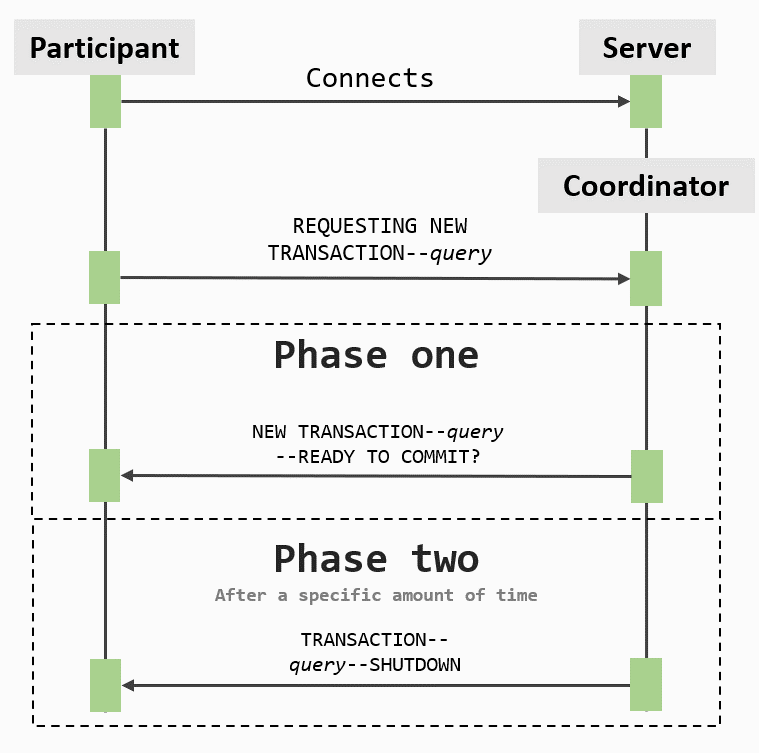 Participant
Server
Connects
Coordinator
REQUESTING NEW
TRANSACTION--query
Phase one
NEW TRANSACTION--query
--READY TO COMMIT?
Phase two
After a specific amount of time
TRANSACTION--
query--SHUTDOWN